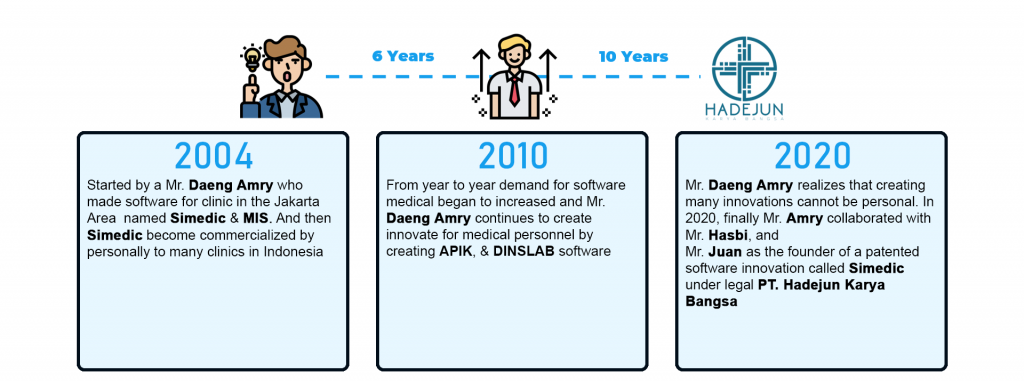 6 Years
10 Years
HADEJUN
KARYA BANGSA
2004
Started by a Mr. Daeng Amry who
made software for clinic in the Jakarta
Area named Simedic & MIS. And then
Simedic become commercialized by
personally to many clinics in Indonesia
2010
From year to year demand for software
medical began to increased and Mr.
Daeng Amry continues to create
innovate for medical personnel by
creating APIK, & DINSLAB software
2020
Mr. Daeng Amry realizes that creating
many innovations cannot be personal. In
2020, finally Mr. Amry collaborated with
Mr. Hasbi, and
Mr. Juan as the founder of a patented
software innovation called Simedic
under legal PT. Hadejun Karya
Bangsa